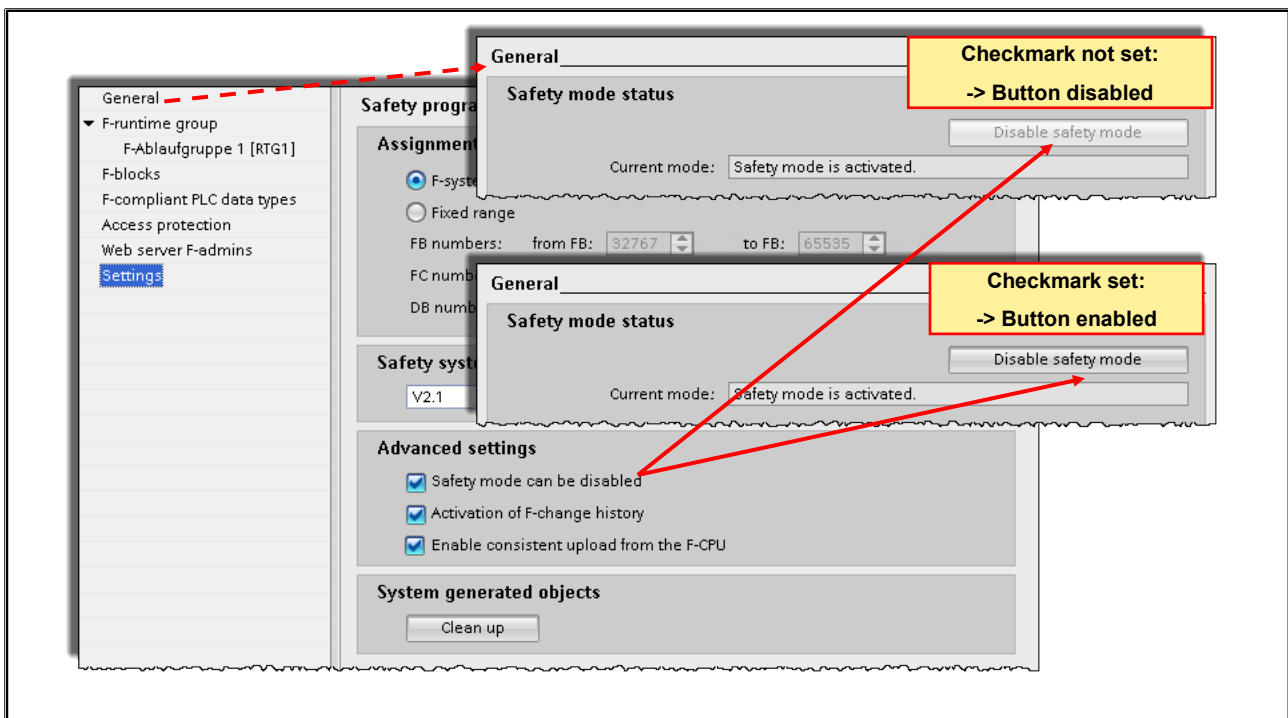 General
F-runtime group
F-Ablaufgruppe 1 [RTG1]
F-blocks
F-compliant PLC data types
Access protection
Web server F-admins
Settings
General
Checkmark not set:
-> Button disabled
Safety mode status
Disable safety mode
Current mode: Safety mode is activated.
Safety progra
Assignment
F-syste
Fixed range
FB numbers: from FB: 32767 to FB: 65535
FC numb
DB numb
General
Checkmark set:
-> Button enabled
Safety mode status
Disable safety mode
Current mode: Safety mode is activated.
Safety syst
V2.1
Advanced settings
Safety mode can be disabled
Activation of F-change history
Enable consistent upload from the F-CPU
System generated objects
Clean up